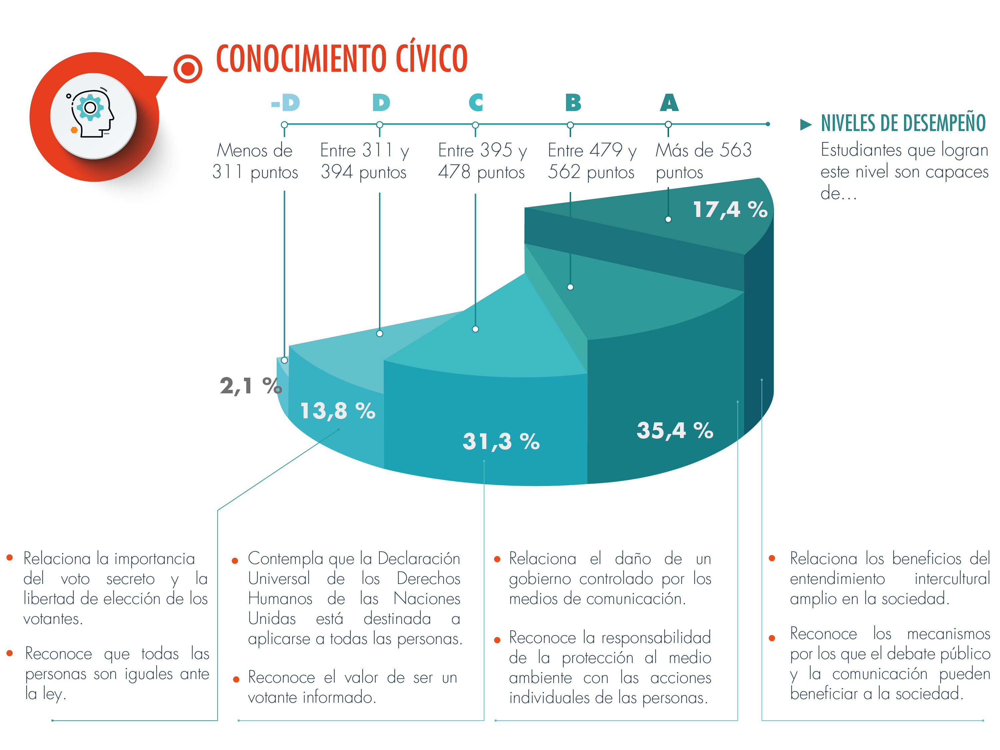 CONOCIMIENTO CÍVICO
-D
D
C
B
A
Menos de
311 puntos
Entre 311 y
394 puntos
Entre 395 y
478 puntos
Entre 479 y
562 puntos
Más de 563
puntos
NIVELES DE DESEMPEÑO
Estudiantes que logran
este nivel son capaces
de...
17,4 %
2,1 %
13,8 %
31,3 %
35,4 %
Relaciona la importancia
del voto secreto y la
libertad de elección de los
votantes.
Reconoce que todas las
personas son iguales ante
la ley.
Contempla que la Declaración
Universal de los Derechos
Humanos de las Naciones
Unidas está destinada a
aplicarse a todas las personas.
Reconoce el valor de ser un
votante informado.
Relaciona el daño de un
gobierno controlado por los
medios de comunicación.
Reconoce la responsabilidad
de la protección al medio
ambiente con las acciones
individuales de las personas.
Relaciona los beneficios del
entendimiento intercultural
amplio en la sociedad.
Reconoce los mecanismos
por los que el debate público
y la comunicación pueden
beneficiar a la sociedad.